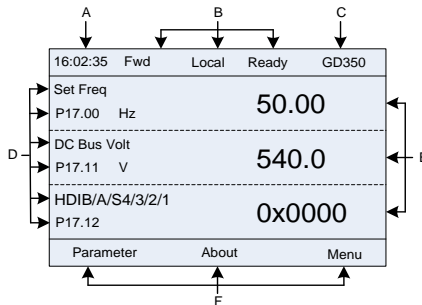 A B C
16:02:35 Fwd Local Ready GD350
Set Freq
P17.00 Hz 50.00
DC Bus Volt
P17.11 V 540.0
D E
HDIB/A/S4/3/2/1
P17.12 0x0000
Parameter About Menu
F